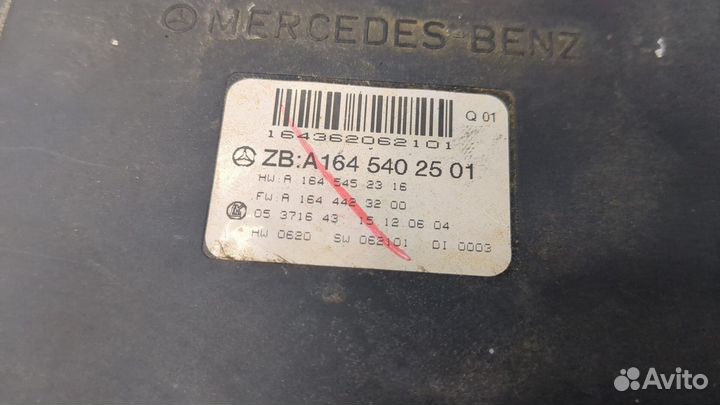 MERCEDES-BENZ
Q 01
164362062101
ZB:A164 540 25 01
HW:A 164 545 23 16
FW:A 164 442 32 00
05 3716 43 15.12.06 04
HW 0620 SW 062101 DI 0003
Avito